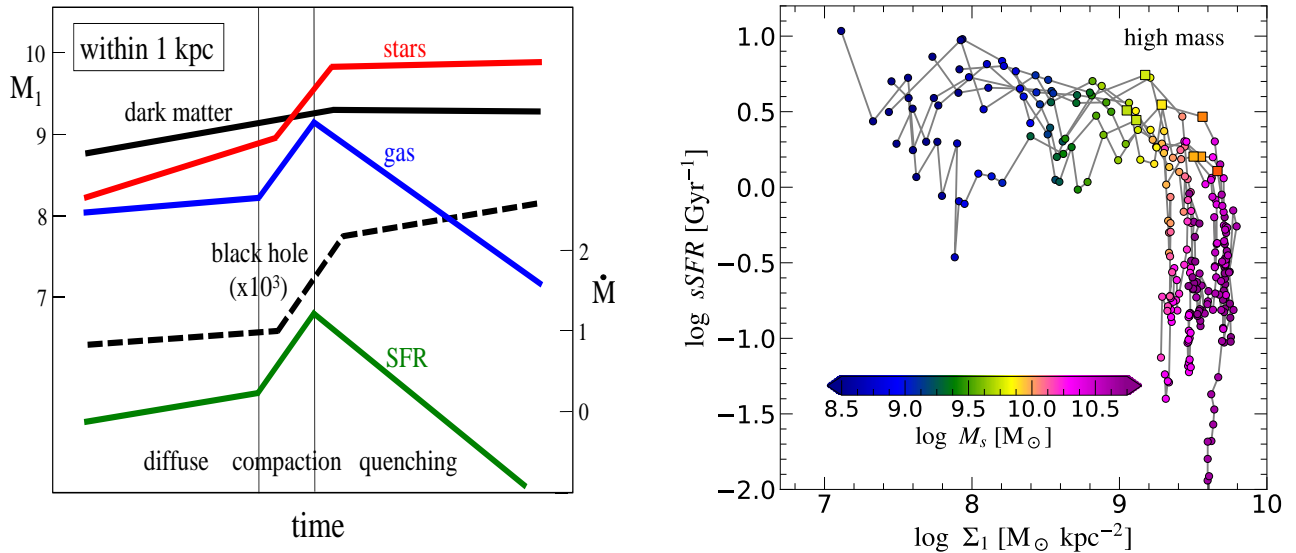 within 1 kpc
10
M1
9
8
7
stars
dark matter
gas
black hole
(x10³)
SFR
2
Ṁ
1
0
diffuse compaction quenching
time
high mass
1.0
0.5
0.0
−0.5
−1.0
−1.5
−2.0
log sSFR [Gyr⁻¹]
8.5 9.0 9.5 10.0 10.5
log Mₛ [M⊙]
7 8 9 10
log Σ₁ [M⊙ kpc⁻²]